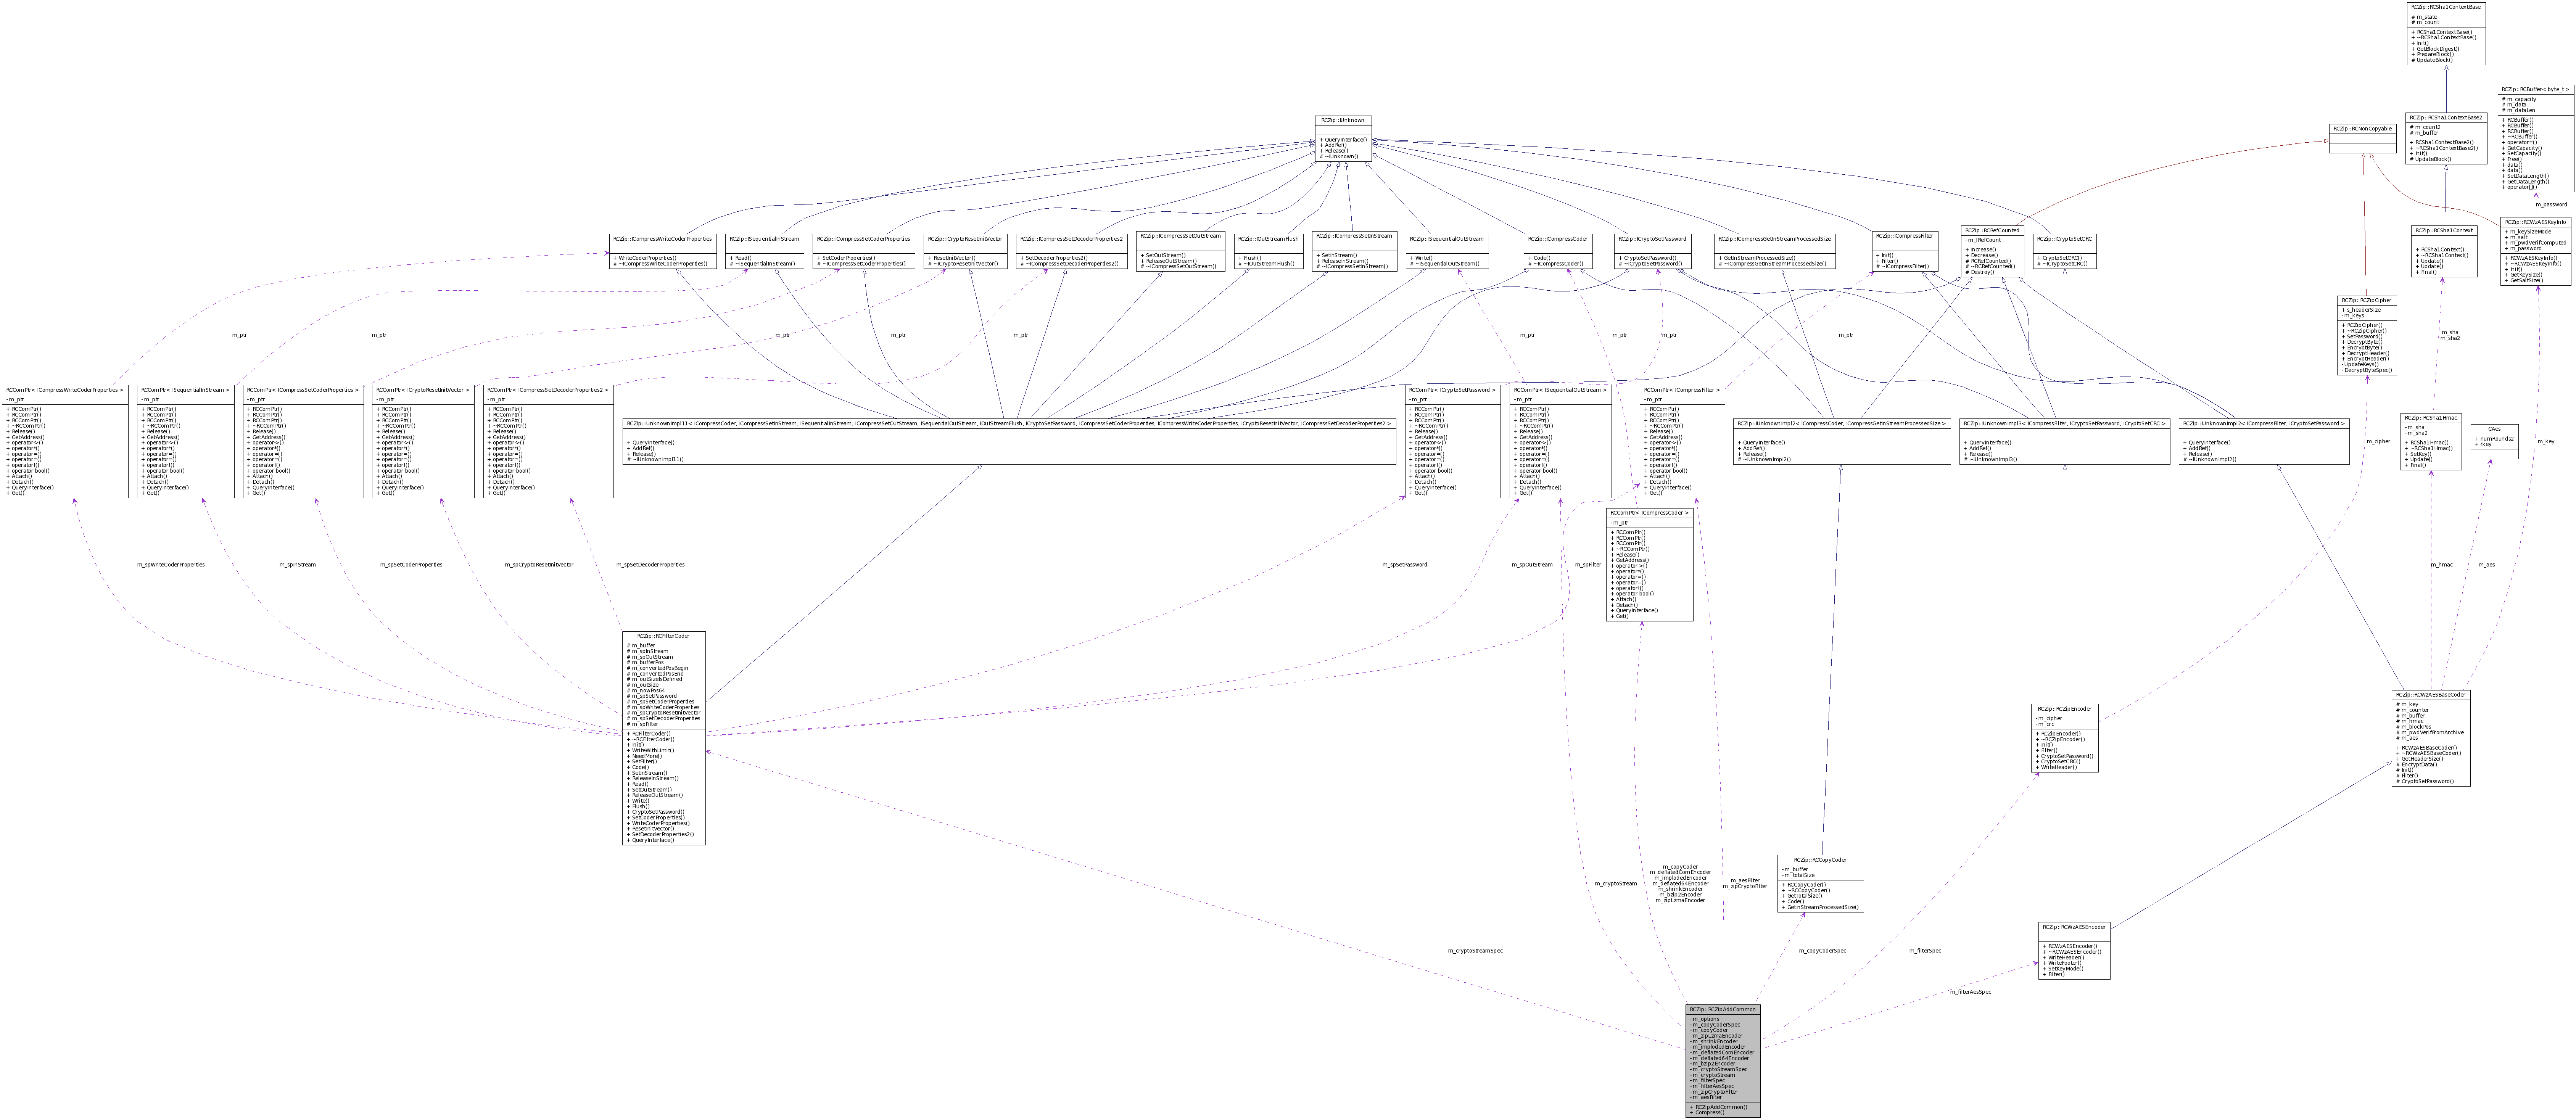 RCZip::RCSha1ContextBase
# m_state
# m_count
+ RCSha1ContextBase()
+ ~RCSha1ContextBase()
+ Init()
+ GetBlockDigest()
+ PrepareBlock()
# UpdateBlock()
RCZip::RCBuffer< byte_t >
# m_capacity
# m_data
# m_dataLen
+ RCBuffer()
+ RCBuffer()
+ RCBuffer()
+ ~RCBuffer()
+ operator=()
+ GetCapacity()
+ SetCapacity()
+ Free()
+ data()
+ data()
+ SetDataLength()
+ GetDataLength()
+ operator[]()
RCZip::RCSha1ContextBase2
# m_count2
# m_buffer
+ RCSha1ContextBase2()
+ ~RCSha1ContextBase2()
+ Init()
# UpdateBlock()
RCZip::IUnknown
+ QueryInterface()
+ AddRef()
+ Release()
# ~IUnknown()
RCZip::RCNonCopyable
m_password
RCZip::ICompressWriteCoderProperties
+ WriteCoderProperties()
# ~ICompressWriteCoderProperties()
RCZip::ISequentialInStream
+ Read()
# ~ISequentialInStream()
RCZip::ICompressSetCoderProperties
+ SetCoderProperties()
# ~ICompressSetCoderProperties()
RCZip::ICryptoResetInitVector
+ ResetInitVector()
# ~ICryptoResetInitVector()
RCZip::ICompressSetDecoderProperties2
+ SetDecoderProperties2()
# ~ICompressSetDecoderProperties2()
RCZip::ICompressSetOutStream
+ SetOutStream()
+ ReleaseOutStream()
# ~ICompressSetOutStream()
RCZip::IOutStreamFlush
+ Flush()
# ~IOutStreamFlush()
RCZip::ICompressSetInStream
+ SetInStream()
+ ReleaseInStream()
# ~ICompressSetInStream()
RCZip::ISequentialOutStream
+ Write()
# ~ISequentialOutStream()
RCZip::ICompressCoder
+ Code()
# ~ICompressCoder()
RCZip::ICryptoSetPassword
+ CryptoSetPassword()
# ~ICryptoSetPassword()
RCZip::ICompressGetInStreamProcessedSize
+ GetInStreamProcessedSize()
# ~ICompressGetInStreamProcessedSize()
RCZip::ICompressFilter
+ Init()
+ Filter()
# ~ICompressFilter()
RCZip::RCRefCounted
- m_lRefCount
+ Increase()
+ Decrease()
# RCRefCounted()
# ~RCRefCounted()
# Destroy()
RCZip::ICryptoSetCRC
+ CryptoSetCRC()
# ~ICryptoSetCRC()
RCZip::RCSha1Context
+ RCSha1Context()
+ ~RCSha1Context()
+ Update()
+ Update()
+ Final()
RCZip::RCWzAESKeyInfo
+ m_keySizeMode
+ m_salt
+ m_pwdVerifComputed
+ m_password
+ RCWzAESKeyInfo()
+ ~RCWzAESKeyInfo()
+ Init()
+ GetKeySize()
+ GetSaltSize()
RCZip::RCZipCipher
+ s_headerSize
- m_keys
+ RCZipCipher()
+ ~RCZipCipher()
+ SetPassword()
+ DecryptByte()
+ EncryptByte()
+ DecryptHeader()
+ EncryptHeader()
- UpdateKeys()
- DecryptByteSpec()
m_ptr
m_ptr
m_ptr
m_ptr
m_ptr
m_ptr
m_ptr
m_ptr
m_sha
m_sha2
RCComPtr< ICompressWriteCoderProperties >
- m_ptr
+ RCComPtr()
+ RCComPtr()
+ RCComPtr()
+ ~RCComPtr()
+ Release()
+ GetAddress()
+ operator->()
+ operator*()
+ operator=()
+ operator=()
+ operator!()
+ operator bool()
+ Attach()
+ Detach()
+ QueryInterface()
+ Get()
RCComPtr< ISequentialInStream >
- m_ptr
+ RCComPtr()
+ RCComPtr()
+ RCComPtr()
+ ~RCComPtr()
+ Release()
+ GetAddress()
+ operator->()
+ operator*()
+ operator=()
+ operator=()
+ operator!()
+ operator bool()
+ Attach()
+ Detach()
+ QueryInterface()
+ Get()
RCComPtr< ICompressSetCoderProperties >
- m_ptr
+ RCComPtr()
+ RCComPtr()
+ RCComPtr()
+ ~RCComPtr()
+ Release()
+ GetAddress()
+ operator->()
+ operator*()
+ operator=()
+ operator=()
+ operator!()
+ operator bool()
+ Attach()
+ Detach()
+ QueryInterface()
+ Get()
RCComPtr< ICryptoResetInitVector >
- m_ptr
+ RCComPtr()
+ RCComPtr()
+ RCComPtr()
+ ~RCComPtr()
+ Release()
+ GetAddress()
+ operator->()
+ operator*()
+ operator=()
+ operator=()
+ operator!()
+ operator bool()
+ Attach()
+ Detach()
+ QueryInterface()
+ Get()
RCComPtr< ICompressSetDecoderProperties2 >
- m_ptr
+ RCComPtr()
+ RCComPtr()
+ RCComPtr()
+ ~RCComPtr()
+ Release()
+ GetAddress()
+ operator->()
+ operator*()
+ operator=()
+ operator=()
+ operator!()
+ operator bool()
+ Attach()
+ Detach()
+ QueryInterface()
+ Get()
RCZip::IUnknownImpl11< ICompressCoder, ICompressSetInStream, ISequentialInStream, ICompressSetOutStream, ISequentialOutStream, IOutStreamFlush, ICryptoSetPassword, ICompressSetCoderProperties, ICompressWriteCoderProperties, ICryptoResetInitVector, ICompressSetDecoderProperties2 >
+ QueryInterface()
+ AddRef()
+ Release()
# ~IUnknownImpl11()
RCComPtr< ICryptoSetPassword >
- m_ptr
+ RCComPtr()
+ RCComPtr()
+ RCComPtr()
+ ~RCComPtr()
+ Release()
+ GetAddress()
+ operator->()
+ operator*()
+ operator=()
+ operator=()
+ operator!()
+ operator bool()
+ Attach()
+ Detach()
+ QueryInterface()
+ Get()
RCComPtr< ISequentialOutStream >
- m_ptr
+ RCComPtr()
+ RCComPtr()
+ RCComPtr()
+ ~RCComPtr()
+ Release()
+ GetAddress()
+ operator->()
+ operator*()
+ operator=()
+ operator=()
+ operator!()
+ operator bool()
+ Attach()
+ Detach()
+ QueryInterface()
+ Get()
RCComPtr< ICompressFilter >
- m_ptr
+ RCComPtr()
+ RCComPtr()
+ RCComPtr()
+ ~RCComPtr()
+ Release()
+ GetAddress()
+ operator->()
+ operator*()
+ operator=()
+ operator=()
+ operator!()
+ operator bool()
+ Attach()
+ Detach()
+ QueryInterface()
+ Get()
RCZip::IUnknownImpl2< ICompressCoder, ICompressGetInStreamProcessedSize >
+ QueryInterface()
+ AddRef()
+ Release()
# ~IUnknownImpl2()
RCZip::IUnknownImpl3< ICompressFilter, ICryptoSetPassword, ICryptoSetCRC >
+ QueryInterface()
+ AddRef()
+ Release()
# ~IUnknownImpl3()
RCZip::IUnknownImpl2< ICompressFilter, ICryptoSetPassword >
+ QueryInterface()
+ AddRef()
+ Release()
# ~IUnknownImpl2()
m_cipher
RCZip::RCSha1Hmac
- m_sha
- m_sha2
+ RCSha1Hmac()
+ ~RCSha1Hmac()
+ SetKey()
+ Update()
+ Final()
CAes
+ numRounds2
+ rkey
m_key
RCComPtr< ICompressCoder >
- m_ptr
+ RCComPtr()
+ RCComPtr()
+ RCComPtr()
+ ~RCComPtr()
+ Release()
+ GetAddress()
+ operator->()
+ operator*()
+ operator=()
+ operator=()
+ operator!()
+ operator bool()
+ Attach()
+ Detach()
+ QueryInterface()
+ Get()
m_spWriteCoderProperties
m_spInStream
m_spSetCoderProperties
m_spCryptoResetInitVector
m_spSetDecoderProperties
m_spSetPassword
m_spOutStream
m_spFilter
m_hmac
m_aes
RCZip::RCFilterCoder
# m_buffer
# m_spInStream
# m_spOutStream
# m_bufferPos
# m_convertedPosBegin
# m_convertedPosEnd
# m_outSizeIsDefined
# m_outSize
# m_nowPos64
# m_spSetPassword
# m_spSetCoderProperties
# m_spWriteCoderProperties
# m_spCryptoResetInitVector
# m_spSetDecoderProperties
# m_spFilter
+ RCFilterCoder()
+ ~RCFilterCoder()
+ Init()
+ WriteWithLimit()
+ NeedMore()
+ SetFilter()
+ Code()
+ SetInStream()
+ ReleaseInStream()
+ Read()
+ SetOutStream()
+ ReleaseOutStream()
+ Write()
+ Flush()
+ CryptoSetPassword()
+ SetCoderProperties()
+ WriteCoderProperties()
+ ResetInitVector()
+ SetDecoderProperties2()
+ QueryInterface()
RCZip::RCZipEncoder
- m_cipher
- m_crc
+ RCZipEncoder()
+ ~RCZipEncoder()
+ Init()
+ Filter()
+ CryptoSetPassword()
+ CryptoSetCRC()
+ WriteHeader()
RCZip::RCWzAESBaseCoder
# m_key
# m_counter
# m_buffer
# m_hmac
# m_blockPos
# m_pwdVerifFromArchive
# m_aes
+ RCWzAESBaseCoder()
+ ~RCWzAESBaseCoder()
+ GetHeaderSize()
# EncryptData()
# Init()
# Filter()
# CryptoSetPassword()
m_cryptoStream
m_copyCoder
m_deflatedComEncoder
m_implodedEncoder
m_deflated64Encoder
m_shrinkEncoder
m_bzip2Encoder
m_zipLzmaEncoder
m_aesFilter
m_zipCryptoFilter
RCZip::RCCopyCoder
- m_buffer
- m_totalSize
+ RCCopyCoder()
+ ~RCCopyCoder()
+ GetTotalSize()
+ Code()
+ GetInStreamProcessedSize()
RCZip::RCWzAESEncoder
+ RCWzAESEncoder()
+ ~RCWzAESEncoder()
+ WriteHeader()
+ WriteFooter()
+ SetKeyMode()
+ Filter()
m_cryptoStreamSpec
m_copyCoderSpec
m_filterSpec
m_filterAesSpec
RCZip::RCZipAddCommon
- m_options
- m_copyCoderSpec
- m_copyCoder
- m_zipLzmaEncoder
- m_shrinkEncoder
- m_implodedEncoder
- m_deflatedComEncoder
- m_deflated64Encoder
- m_bzip2Encoder
- m_cryptoStreamSpec
- m_cryptoStream
- m_filterSpec
- m_filterAesSpec
- m_zipCryptoFilter
- m_aesFilter
+ RCZipAddCommon()
+ Compress()